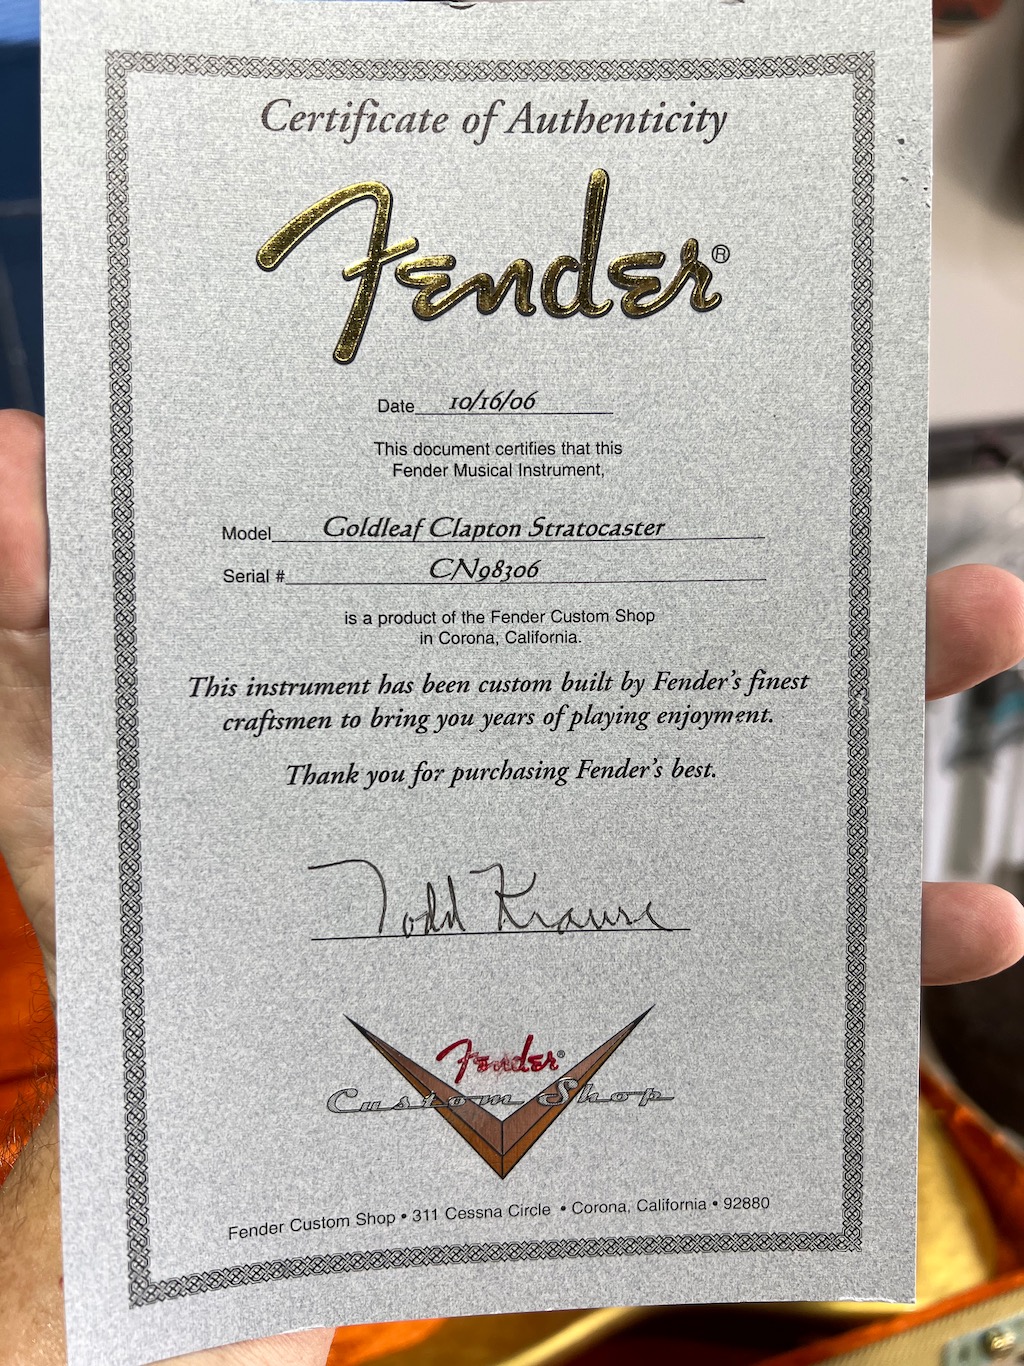 Certificate of Authenticity
Fender®
Date 10/16/06
This document certifies that this
Fender Musical Instrument,
Model Goldleaf Clapton Stratocaster
Serial # CN98306
is a product of the Fender Custom Shop
in Corona, California.
This instrument has been custom built by Fender's finest
craftsmen to bring you years of playing enjoyment.
Thank you for purchasing Fender's best.
Todd Krause
Fender®
Custom Shop
Fender Custom Shop • 311 Cessna Circle • Corona, California • 92880